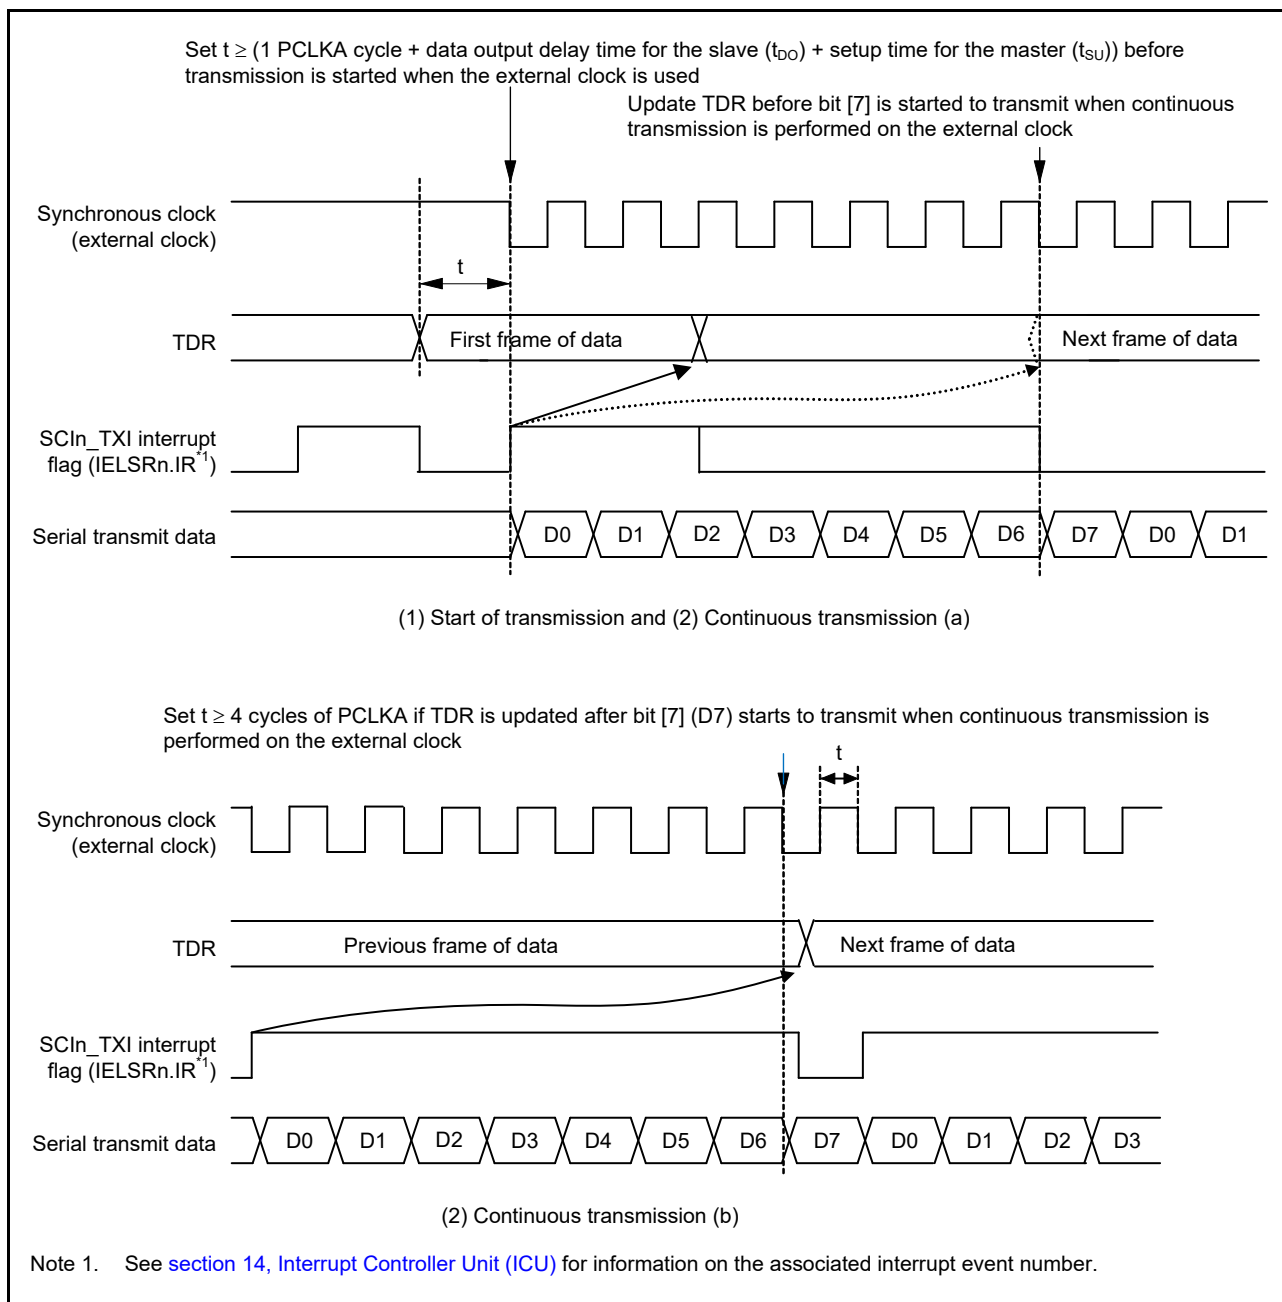 Set t ≥ (1 PCLKA cycle + data output delay time for the slave (tDO) + setup time for the master (tSU)) before
transmission is started when the external clock is used
Update TDR before bit [7] is started to transmit when continuous
transmission is performed on the external clock
Synchronous clock
(external clock)
t
TDR
First frame of data
Next frame of data
SCIn_TXI interrupt
flag (IELSRn.IR*1)
Serial transmit data
D0 D1 D2 D3 D4 D5 D6 D7 D0 D1
(1) Start of transmission and (2) Continuous transmission (a)
Set t ≥ 4 cycles of PCLKA if TDR is updated after bit [7] (D7) starts to transmit when continuous transmission is
performed on the external clock
t
Synchronous clock
(external clock)
TDR
Previous frame of data
Next frame of data
SCIn_TXI interrupt
flag (IELSRn.IR*1)
Serial transmit data
D0 D1 D2 D3 D4 D5 D6 D7 D0 D1 D2 D3
(2) Continuous transmission (b)
Note 1. See section 14, Interrupt Controller Unit (ICU) for information on the associated interrupt event number.